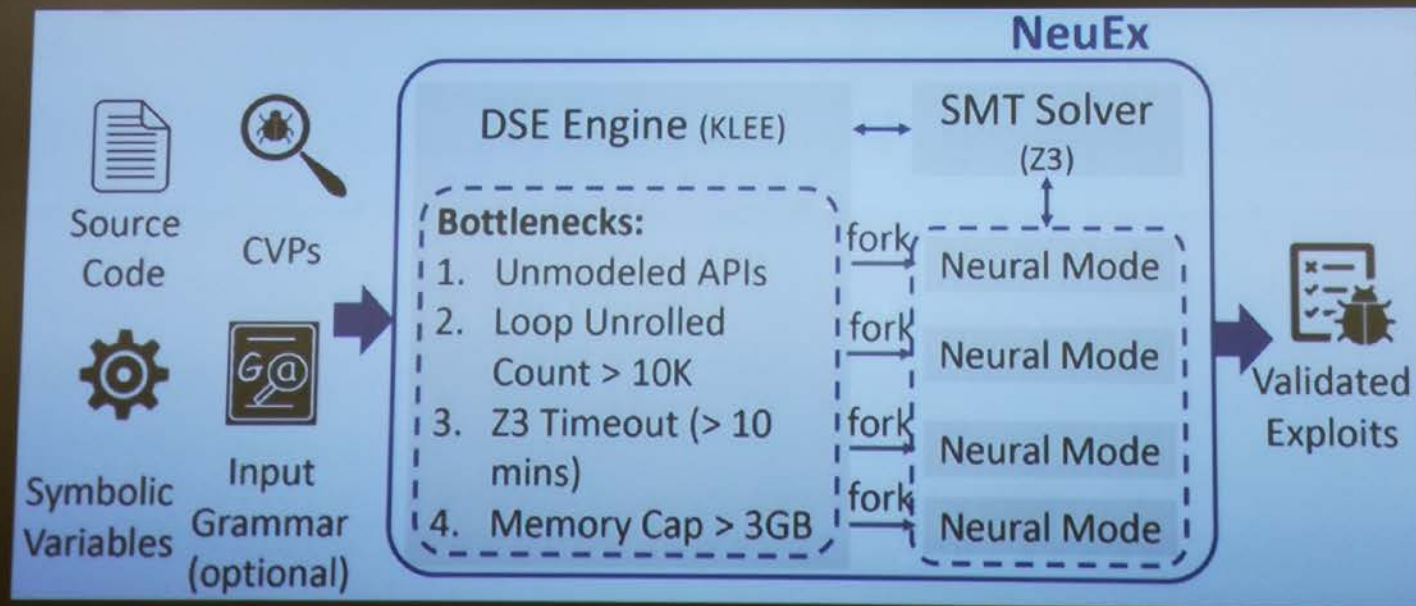 NeuEx
Source
Code
CVPs
Symbolic
Variables
G@
Input
Grammar
(optional)
DSE Engine (KLEE)
SMT Solver
(Z3)
Bottlenecks:
1. Unmodeled APIs
2. Loop Unrolled
Count > 10K
3. Z3 Timeout (> 10
mins)
4. Memory Cap > 3GB
fork
fork
fork
fork
Neural Mode
Neural Mode
Neural Mode
Neural Mode
Validated
Exploits